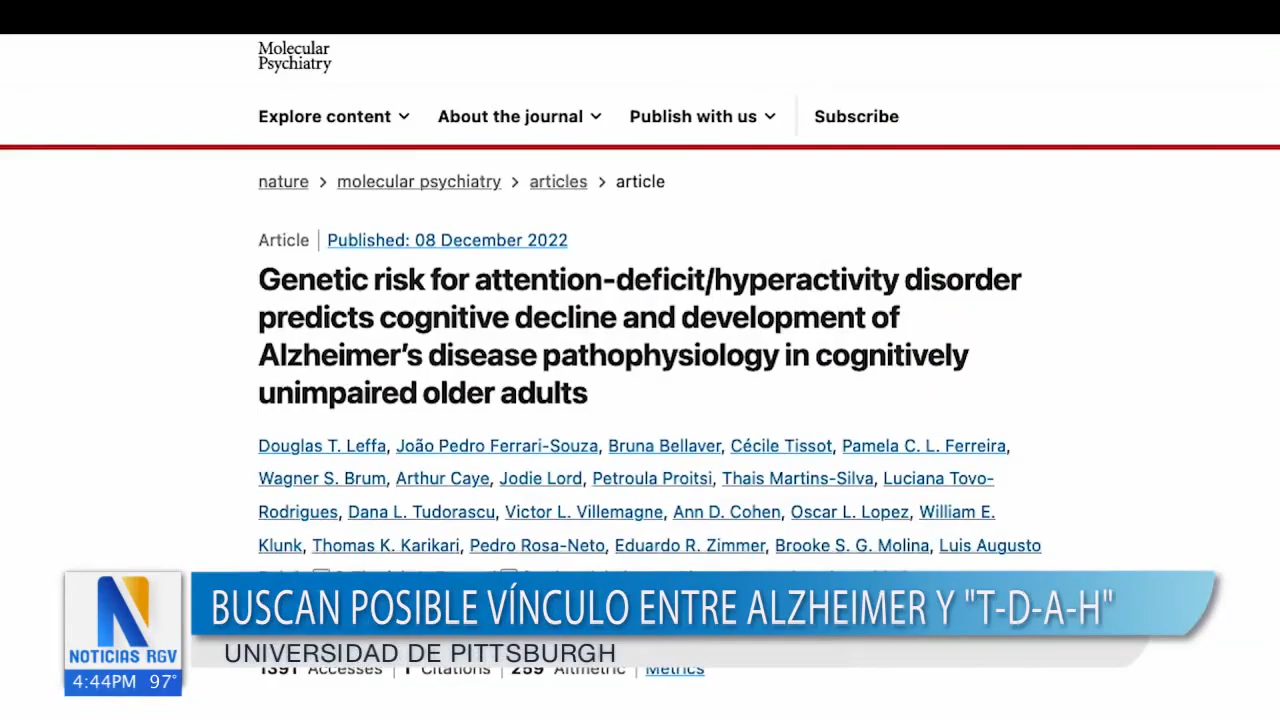 Molecular
Psychiatry
Explore content About the journal Publish with us Subscribe
nature > molecular psychiatry > articles > article
Article | Published: 08 December 2022
Genetic risk for attention-deficit/hyperactivity disorder
predicts cognitive decline and development of
Alzheimer’s disease pathophysiology in cognitively
unimpaired older adults
Douglas T. Leffa, João Pedro Ferrari-Souza, Bruna Bellaver, Cécile Tissot, Pamela C. L. Ferreira,
Wagner S. Brum, Arthur Caye, Jodie Lord, Petroula Proitsi, Thais Martins-Silva, Luciana Tovo-
Rodrigues, Dana L. Tudorascu, Victor L. Villemagne, Ann D. Cohen, Oscar L. Lopez, William E.
Klunk, Thomas K. Karikari, Pedro Rosa-Neto, Eduardo R. Zimmer, Brooke S. G. Molina, Luis Augusto
BUSCAN POSIBLE VÍNCULO ENTRE ALZHEIMER Y "T-D-A-H"
UNIVERSIDAD DE PITTSBURGH
1391 Accesses | 1 Citations | 259 Altmetric | Metrics
N
NOTICIAS RGV
4:44PM 97°